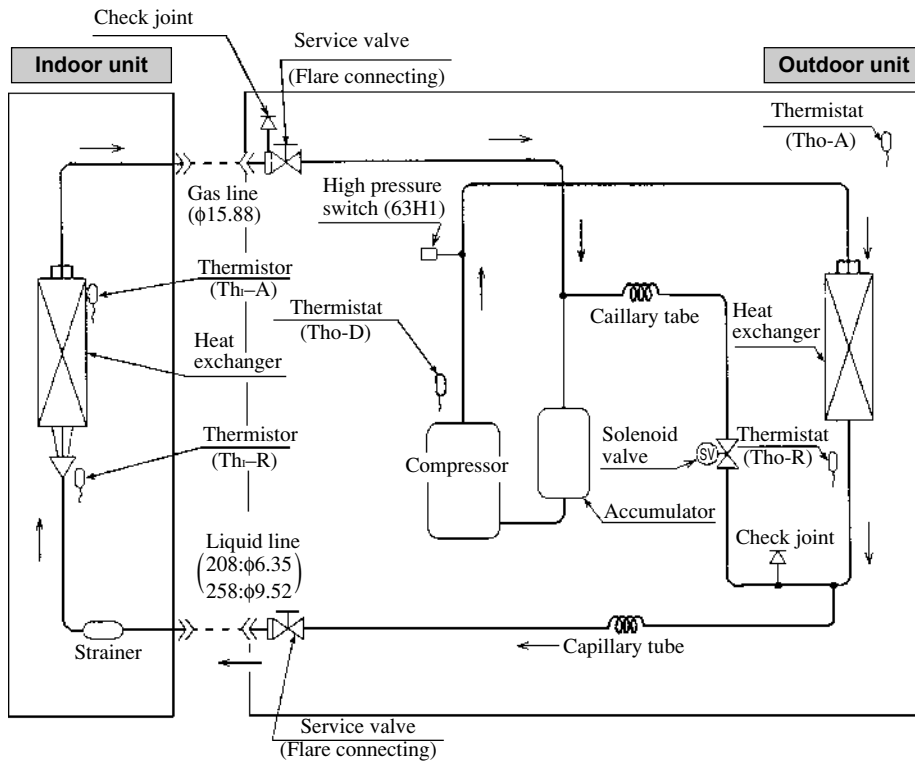 Check joint
Service valve
(Flare connecting)
Indoor unit
Outdoor unit
Thermistat
(Tho-A)
Gas line
(ϕ15.88)
High pressure
switch (63H1)
Thermistor
(ThI–A)
Thermistat
(Tho-D)
Caillary tabe
Heat
exchanger
Heat
exchanger
Thermistor
(ThI–R)
Compressor
Solenoid
valve
SV
Thermistat
(Tho-R)
Accumulator
Liquid line
208:ϕ6.35
258:ϕ9.52
Check joint
Strainer
Capillary tube
Service valve
(Flare connecting)